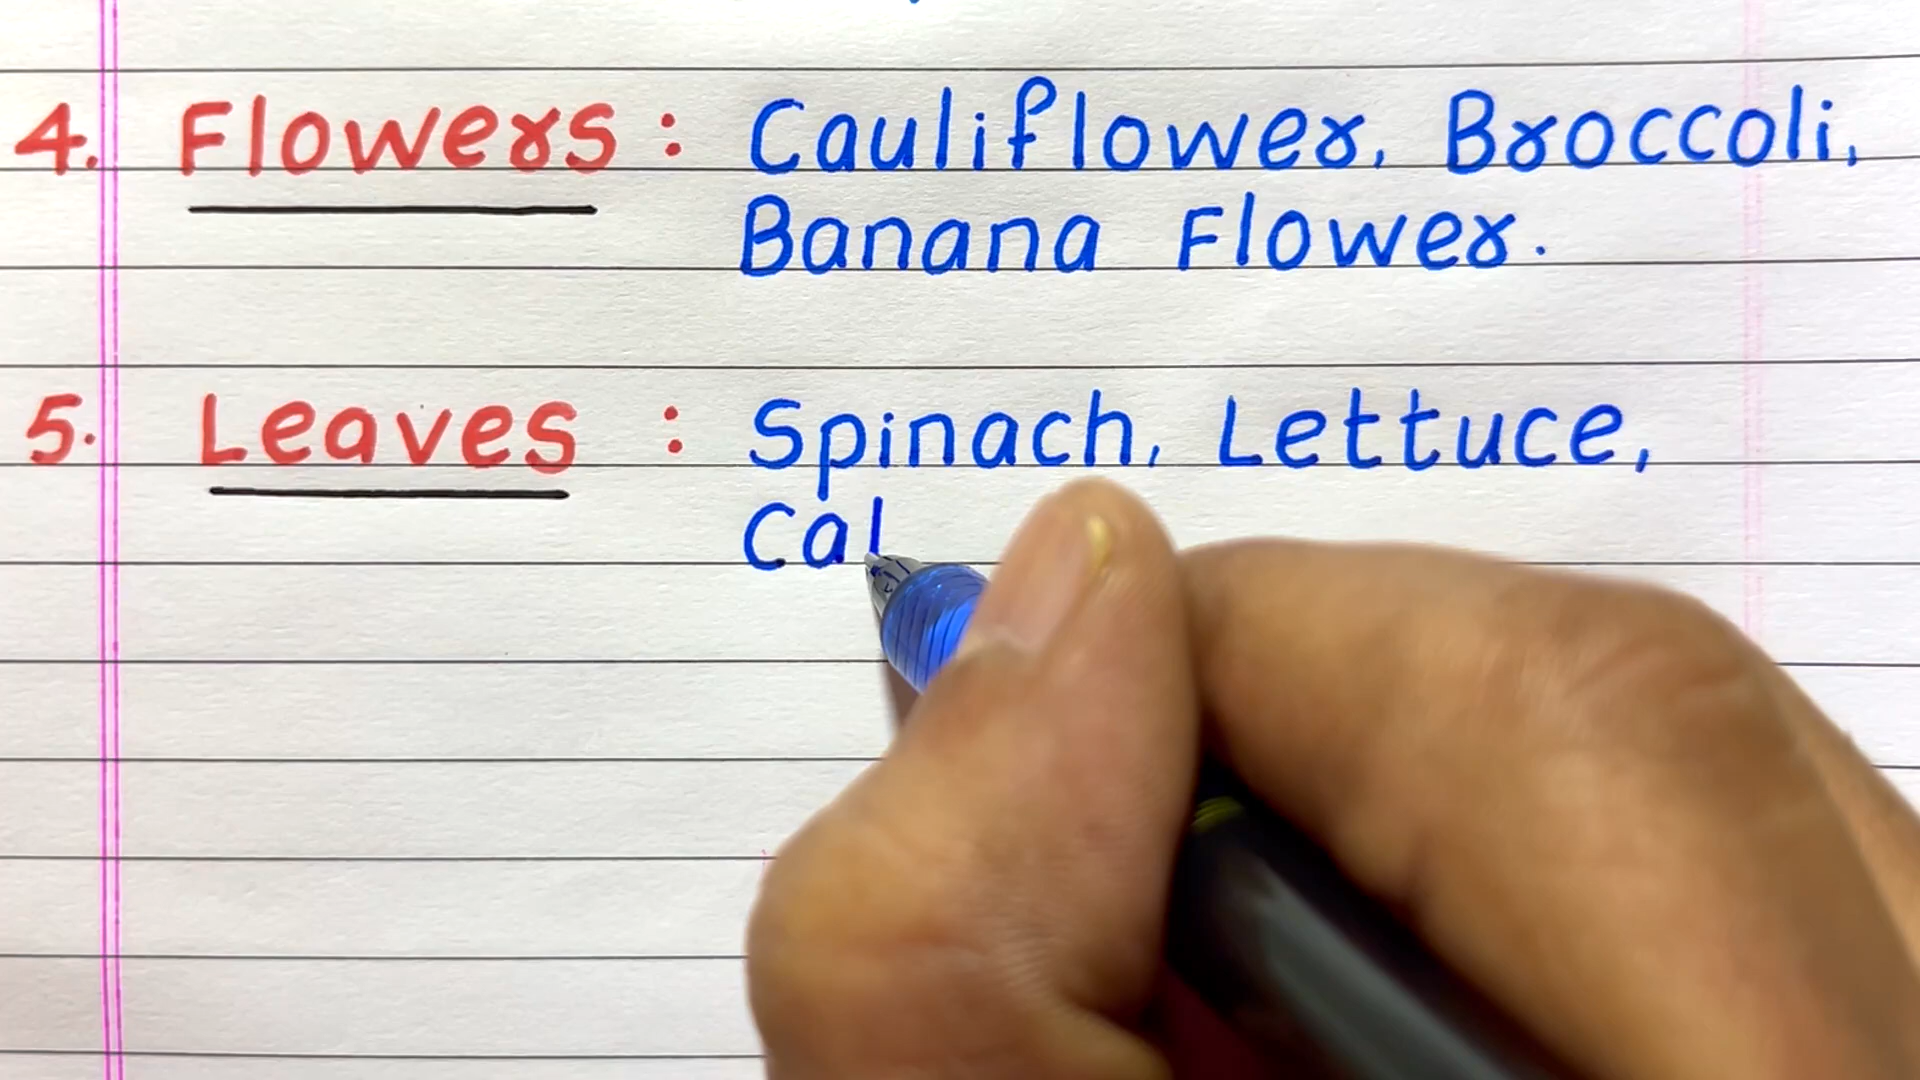 4. Flowers : Cauliflower, Broccoli,
Banana Flower.
5. Leaves : Spinach, Lettuce,
Cal